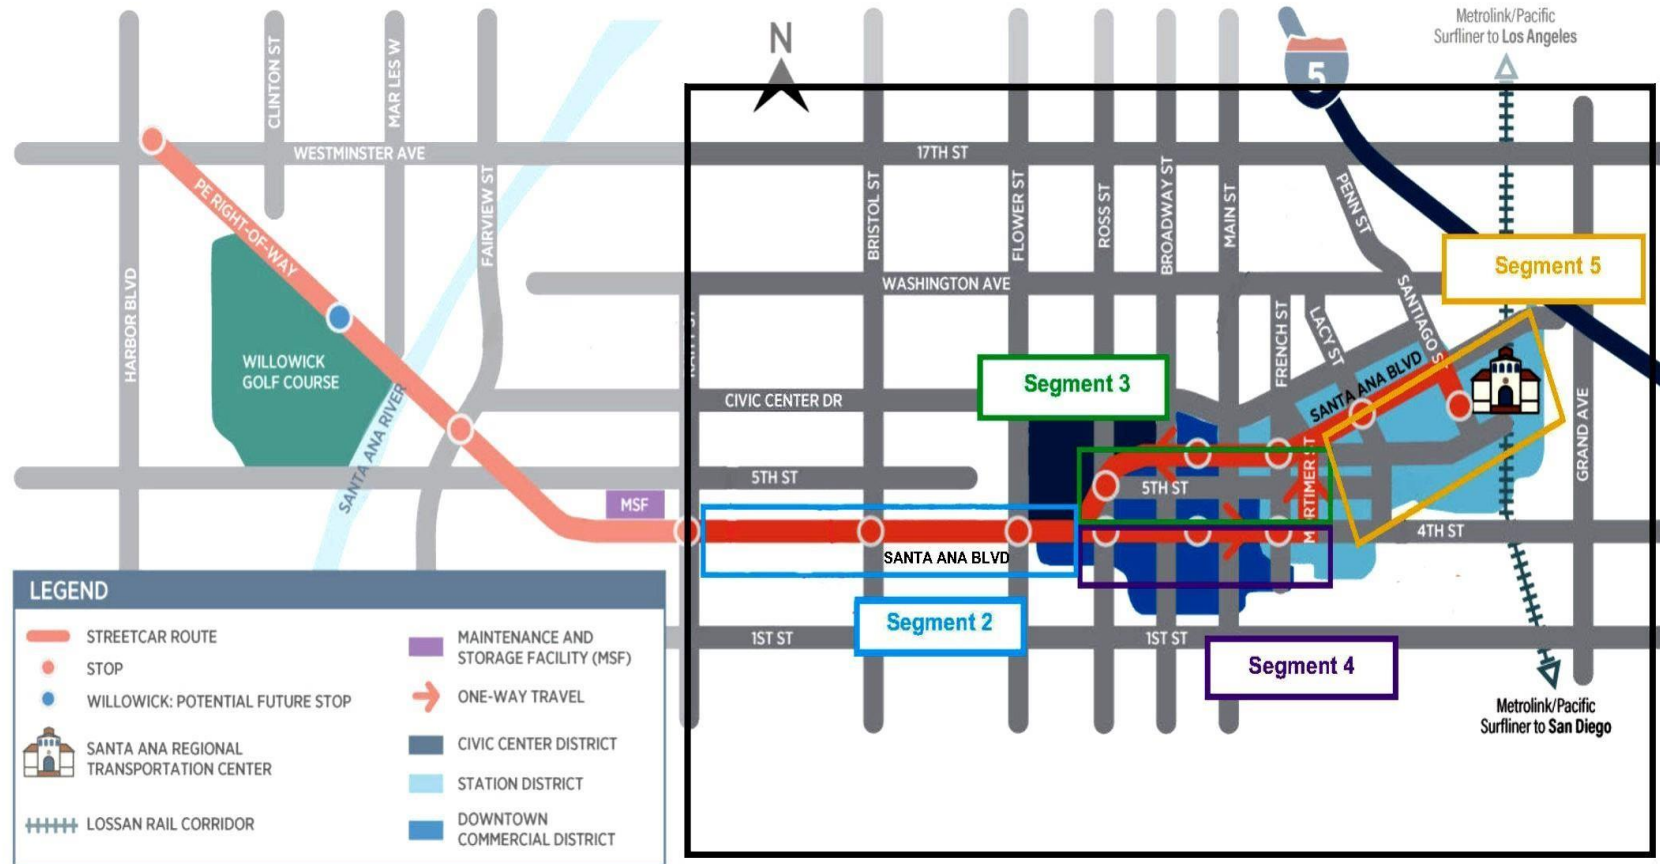 Metrolink/Pacific
Surfliner to Los Angeles
N
5
CLINTON ST
MAR LES W
WESTMINSTER AVE
17TH ST
PE RIGHT-OF-WAY
FAIRVIEW ST
BRISTOL ST
FLOWER ST
ROSS ST
BROADWAY ST
MAIN ST
PENN ST
Segment 5
HARBOR BLVD
WASHINGTON AVE
SANTIAGO S
LACY ST
FRENCH ST
WILLOWICK
GOLF COURSE
SANTA ANA RIVER
CIVIC CENTER DR
Segment 3
SANTA ANA BLVD
GRAND AVE
5TH ST
5TH ST
MSF
4TH ST
SANTA ANA BLVD
Segment 2
1ST ST
1ST ST
Segment 4
Metrolink/Pacific
Surfliner to San Diego
LEGEND
STREETCAR ROUTE
STOP
WILLOWICK: POTENTIAL FUTURE STOP
SANTA ANA REGIONAL
TRANSPORTATION CENTER
LOSSAN RAIL CORRIDOR
MAINTENANCE AND
STORAGE FACILITY (MSF)
ONE-WAY TRAVEL
CIVIC CENTER DISTRICT
STATION DISTRICT
DOWNTOWN
COMMERCIAL DISTRICT